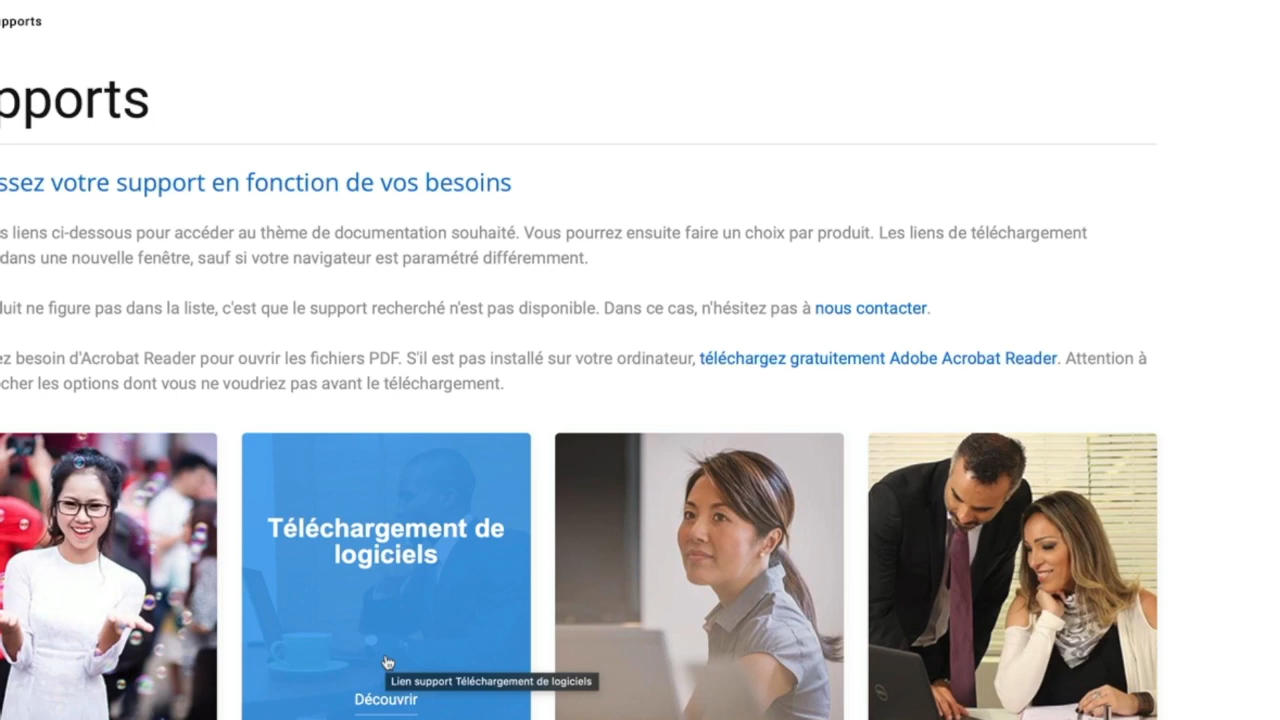 pports
pports
ssez votre support en fonction de vos besoins
s liens ci-dessous pour accéder au thème de documentation souhaité. Vous pourrez ensuite faire un choix par produit. Les liens de téléchargement
dans une nouvelle fenêtre, sauf si votre navigateur est paramétré différemment.
duit ne figure pas dans la liste, c'est que le support recherché n'est pas disponible. Dans ce cas, n'hésitez pas à nous contacter.
ez besoin d'Acrobat Reader pour ouvrir les fichiers PDF. S'il est pas installé sur votre ordinateur, téléchargez gratuitement Adobe Acrobat Reader. Attention à
ocher les options dont vous ne voudriez pas avant le téléchargement.
Téléchargement de
logiciels
Lien support Téléchargement de logiciels
Découvrir